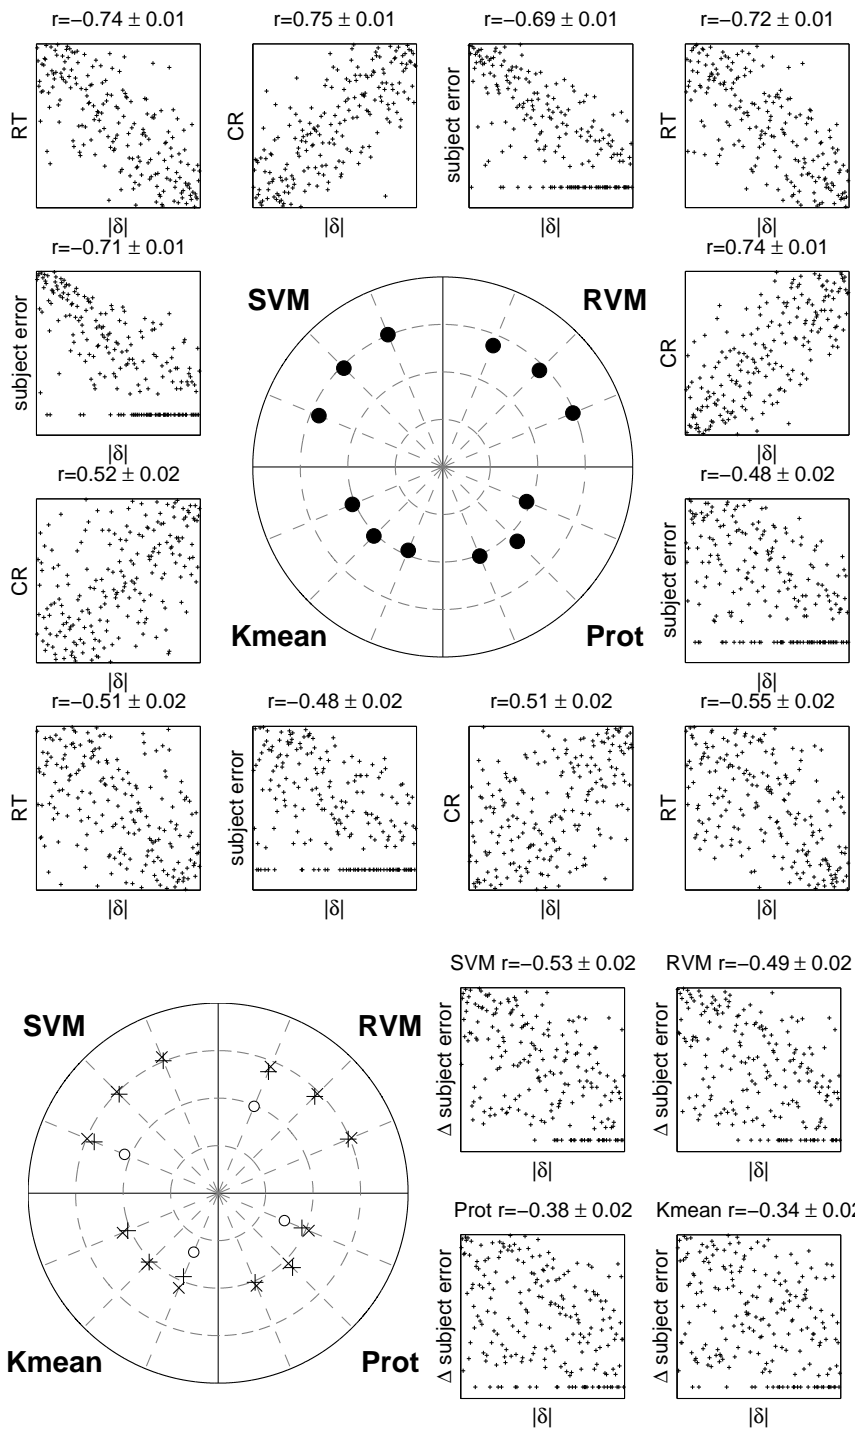 r=−0.74 ± 0.01
r=0.75 ± 0.01
r=−0.69 ± 0.01
r=−0.72 ± 0.01
RT
CR
subject error
RT
|δ|
|δ|
|δ|
|δ|
r=−0.71 ± 0.01
r=0.74 ± 0.01
SVM
RVM
subject error
CR
|δ|
|δ|
r=0.52 ± 0.02
r=−0.48 ± 0.02
CR
subject error
Kmean
Prot
|δ|
|δ|
r=−0.51 ± 0.02
r=−0.48 ± 0.02
r=0.51 ± 0.02
r=−0.55 ± 0.02
RT
subject error
CR
RT
|δ|
|δ|
|δ|
|δ|
SVM r=−0.53 ± 0.02
RVM r=−0.49 ± 0.02
SVM
RVM
Δ subject error
Δ subject error
|δ|
|δ|
Prot r=−0.38 ± 0.02
Kmean r=−0.34 ± 0.02
Δ subject error
Δ subject error
Kmean
Prot
|δ|
|δ|